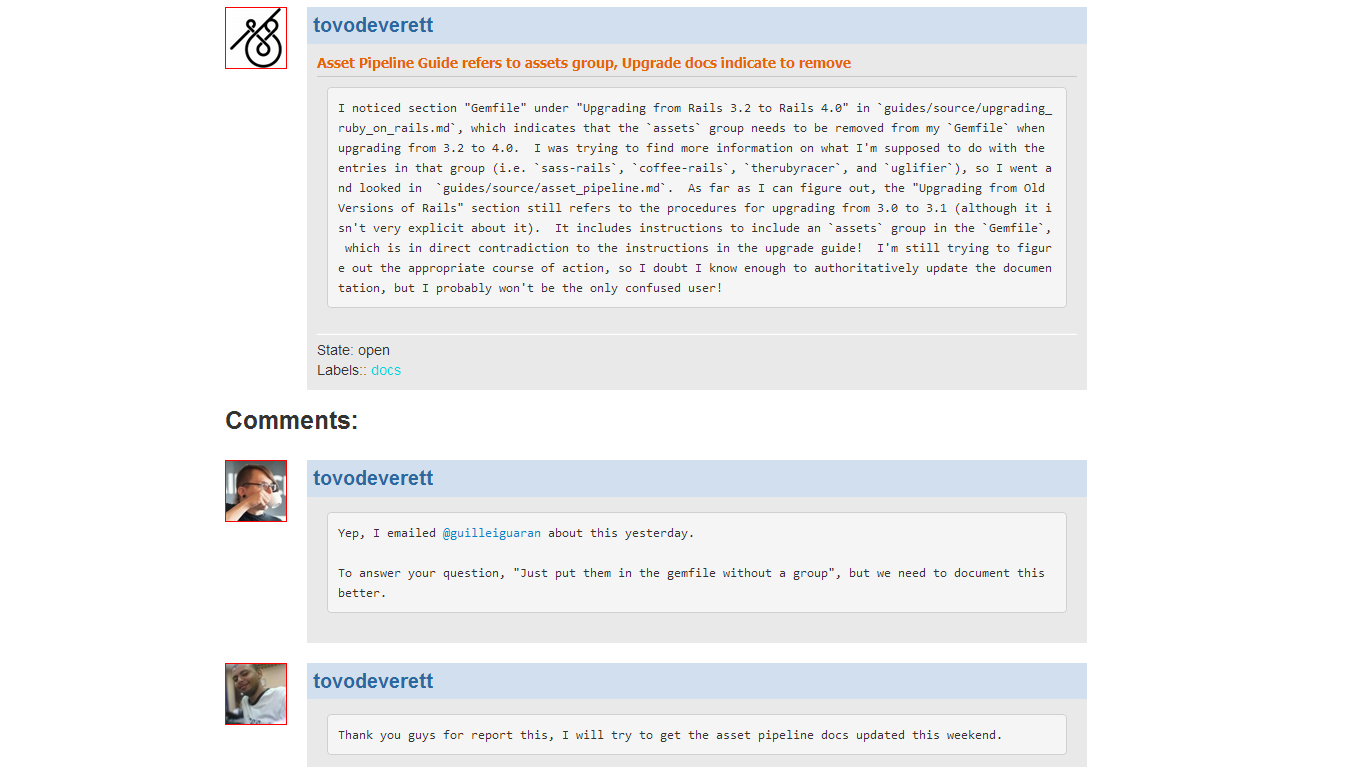 tovodeverett
Asset Pipeline Guide refers to assets group, Upgrade docs indicate to remove
I noticed section "Gemfile" under "Upgrading from Rails 3.2 to Rails 4.0" in `guides/source/upgrading_
ruby_on_rails.md`, which indicates that the `assets` group needs to be removed from my `Gemfile` when
upgrading from 3.2 to 4.0.  I was trying to find more information on what I'm supposed to do with the
entries in that group (i.e. `sass-rails`, `coffee-rails`, `therubyracer`, and `uglifier`), so I went a
nd looked in  `guides/source/asset_pipeline.md`.  As far as I can figure out, the "Upgrading from Old
Versions of Rails" section still refers to the procedures for upgrading from 3.0 to 3.1 (although it i
sn't very explicit about it).  It includes instructions to include an `assets` group in the `Gemfile`,
which is in direct contradiction to the instructions in the upgrade guide!  I'm still trying to figur
e out the appropriate course of action, so I doubt I know enough to authoritatively update the documen
tation, but I probably won't be the only confused user!
State: open
Labels:: docs
Comments:
tovodeverett
Yep, I emailed @guilleiguaran about this yesterday.
To answer your question, "Just put them in the gemfile without a group", but we need to document this
better.
tovodeverett
Thank you guys for report this, I will try to get the asset pipeline docs updated this weekend.